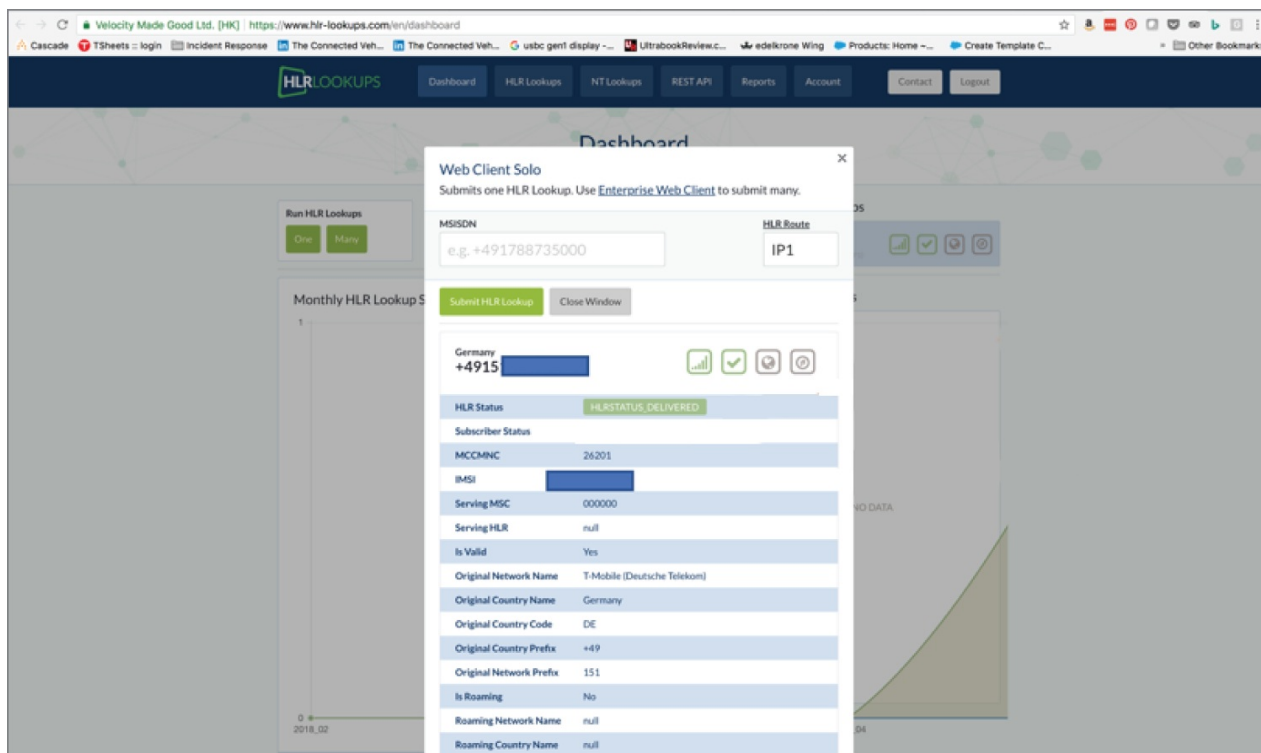 Velocity Made Good Ltd. [HK] https://www.hlr-lookups.com/en/dashboard
Cascade TSheets :: login Incident Response The Connected Veh... The Connected Veh... usbc gen1 display -... UltrabookReview.c... edelkrone Wing Products: Home ~... Create Template C... » Other Bookmarks
HLRLOOKUPS Dashboard HLR Lookups NT Lookups REST API Reports Account Contact Logout
Dashboard
Web Client Solo
Submits one HLR Lookup. Use Enterprise Web Client to submit many.
Run HLR Lookups
One Many
MSISDN HLR Route
e.g. +491788735000 IP1
Submit HLR Lookup Close Window
Monthly HLR Lookup S
1
Germany
+4915
HLR Status HLRSTATUS_DELIVERED
Subscriber Status
MCCMNC 26201
IMSI
Serving MSC 000000
NO DATA
Serving HLR null
Is Valid Yes
Original Network Name T-Mobile (Deutsche Telekom)
Original Country Name Germany
Original Country Code DE
Original Country Prefix +49
Original Network Prefix 151
Is Roaming No
Roaming Network Name null
0
2018_02 _04
Roaming Country Name null